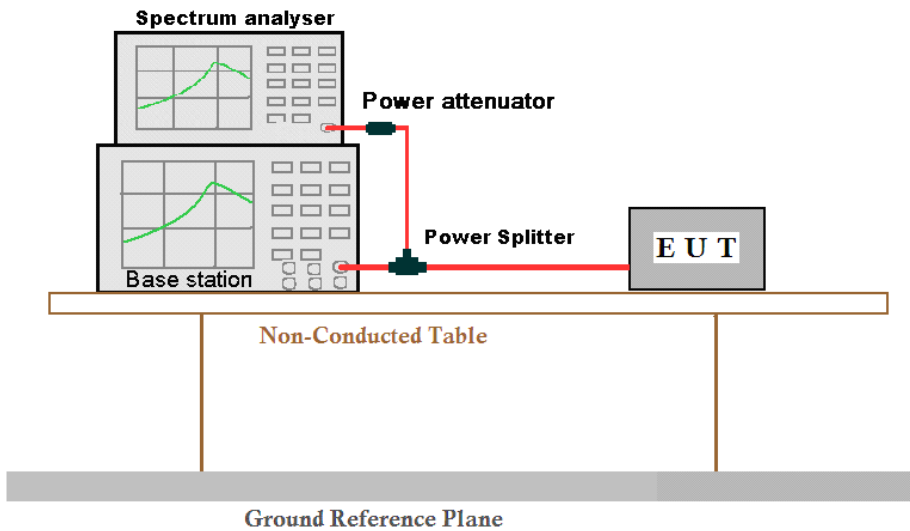 Spectrum analyser
Power attenuator
Power Splitter
E U T
Base station
Non-Conducted Table
Ground Reference Plane